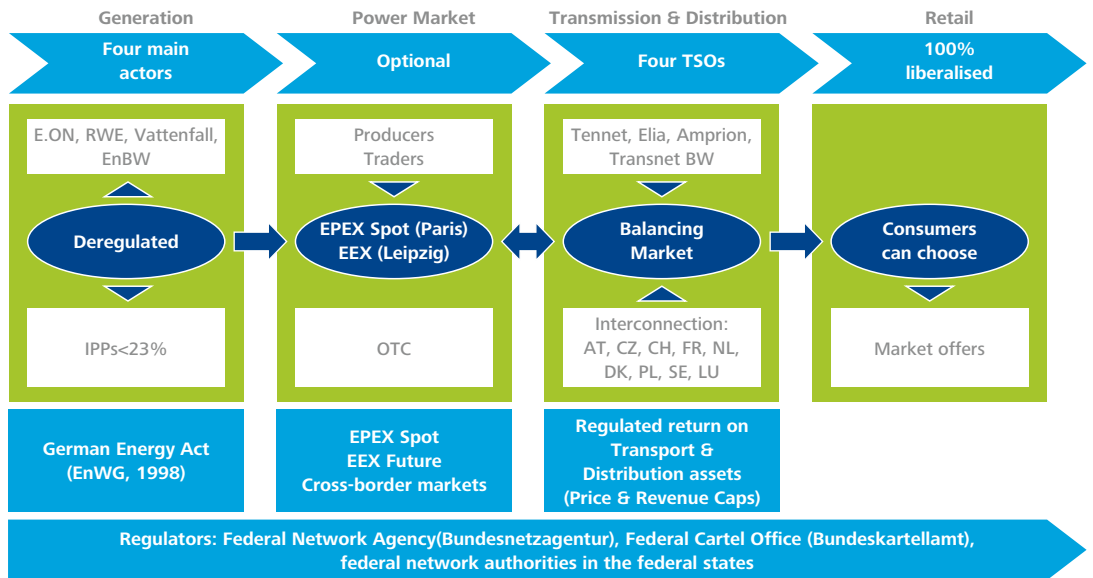 Generation
Power Market
Transmission & Distribution
Retail
Four main
actors
Optional
Four TSOs
100%
liberalised
E.ON, RWE, Vattenfall,
EnBW
Deregulated
IPPs<23%
German Energy Act
(EnWG, 1998)
Producers
Traders
EPEX Spot (Paris)
EEX (Leipzig)
OTC
EPEX Spot
EEX Future
Cross-border markets
Tennet, Elia, Amprion,
Transnet BW
Balancing
Market
Interconnection:
AT, CZ, CH, FR, NL,
DK, PL, SE, LU
Regulated return on
Transport &
Distribution assets
(Price & Revenue Caps)
Consumers
can choose
Market offers
Regulators: Federal Network Agency(Bundesnetzagentur), Federal Cartel Office (Bundeskartellamt),
federal network authorities in the federal states